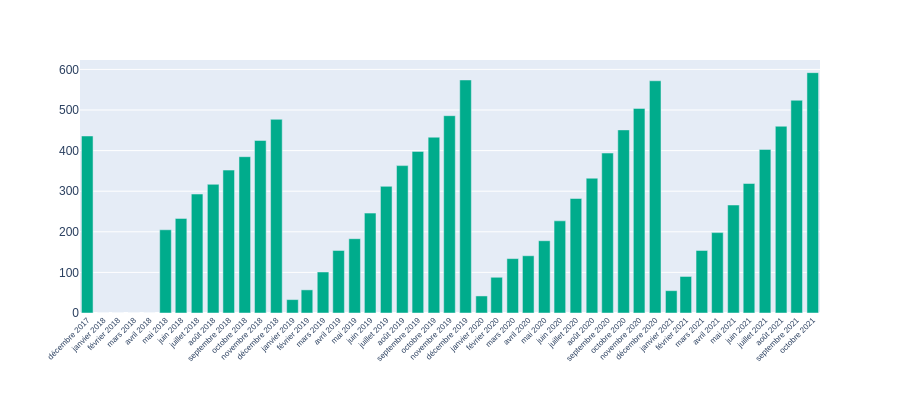 600
500
400
300
200
100
0
décembre 2017
janvier 2018
février 2018
mars 2018
avril 2018
mai 2018
juin 2018
juillet 2018
août 2018
septembre 2018
octobre 2018
novembre 2018
décembre 2018
janvier 2019
février 2019
mars 2019
avril 2019
mai 2019
juin 2019
juillet 2019
août 2019
septembre 2019
octobre 2019
novembre 2019
décembre 2019
janvier 2020
février 2020
mars 2020
avril 2020
mai 2020
juin 2020
juillet 2020
août 2020
septembre 2020
octobre 2020
novembre 2020
décembre 2020
janvier 2021
février 2021
mars 2021
avril 2021
mai 2021
juin 2021
juillet 2021
août 2021
septembre 2021
octobre 2021